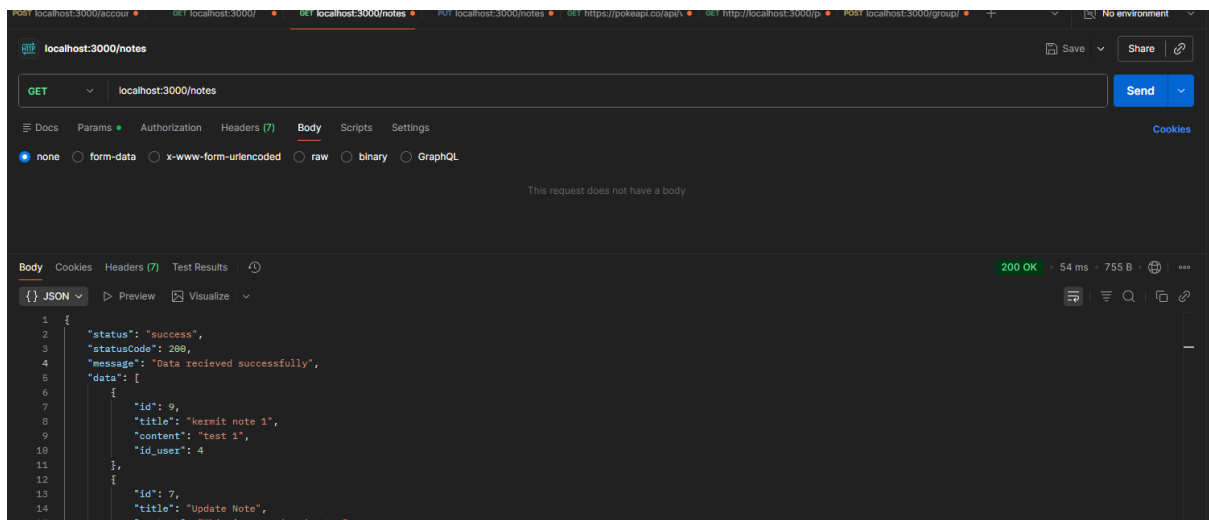 POST localhost:3000/accour GET localhost:3000/ GET localhost:3000/notes PUT localhost:3000/notes GET https://pokeapi.co/api/\ GET http://localhost:3000/p POST localhost:3000/group/ + No environment
HTTP localhost:3000/notes Save Share
GET localhost:3000/notes Send
Docs Params Authorization Headers (7) Body Scripts Settings Cookies
none form-data x-www-form-urlencoded raw binary GraphQL
This request does not have a body
Body Cookies Headers (7) Test Results 200 OK 54 ms 755 B
{} JSON Preview Visualize
1 {
2 "status": "success",
3 "statusCode": 200,
4 "message": "Data recieved successfully",
5 "data": [
6 {
7 "id": 9,
8 "title": "kermit note 1",
9 "content": "test 1",
10 "id_user": 4
11 },
12 {
13 "id": 7,
14 "title": "Update Note",